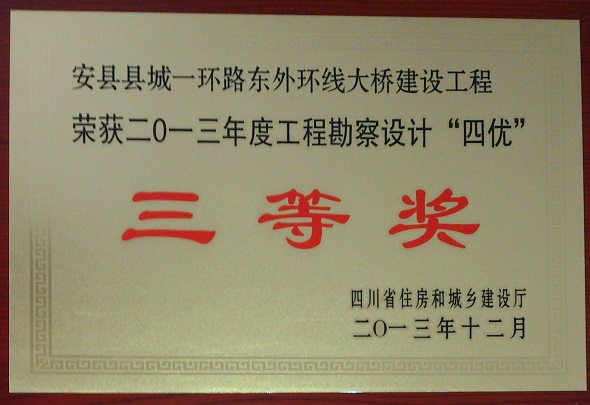 安县县城一环路东外环线大桥建设工程
荣获二〇一三年度工程勘察设计“四优”
三等奖
四川省住房和城乡建设厅
二〇一三年十二月